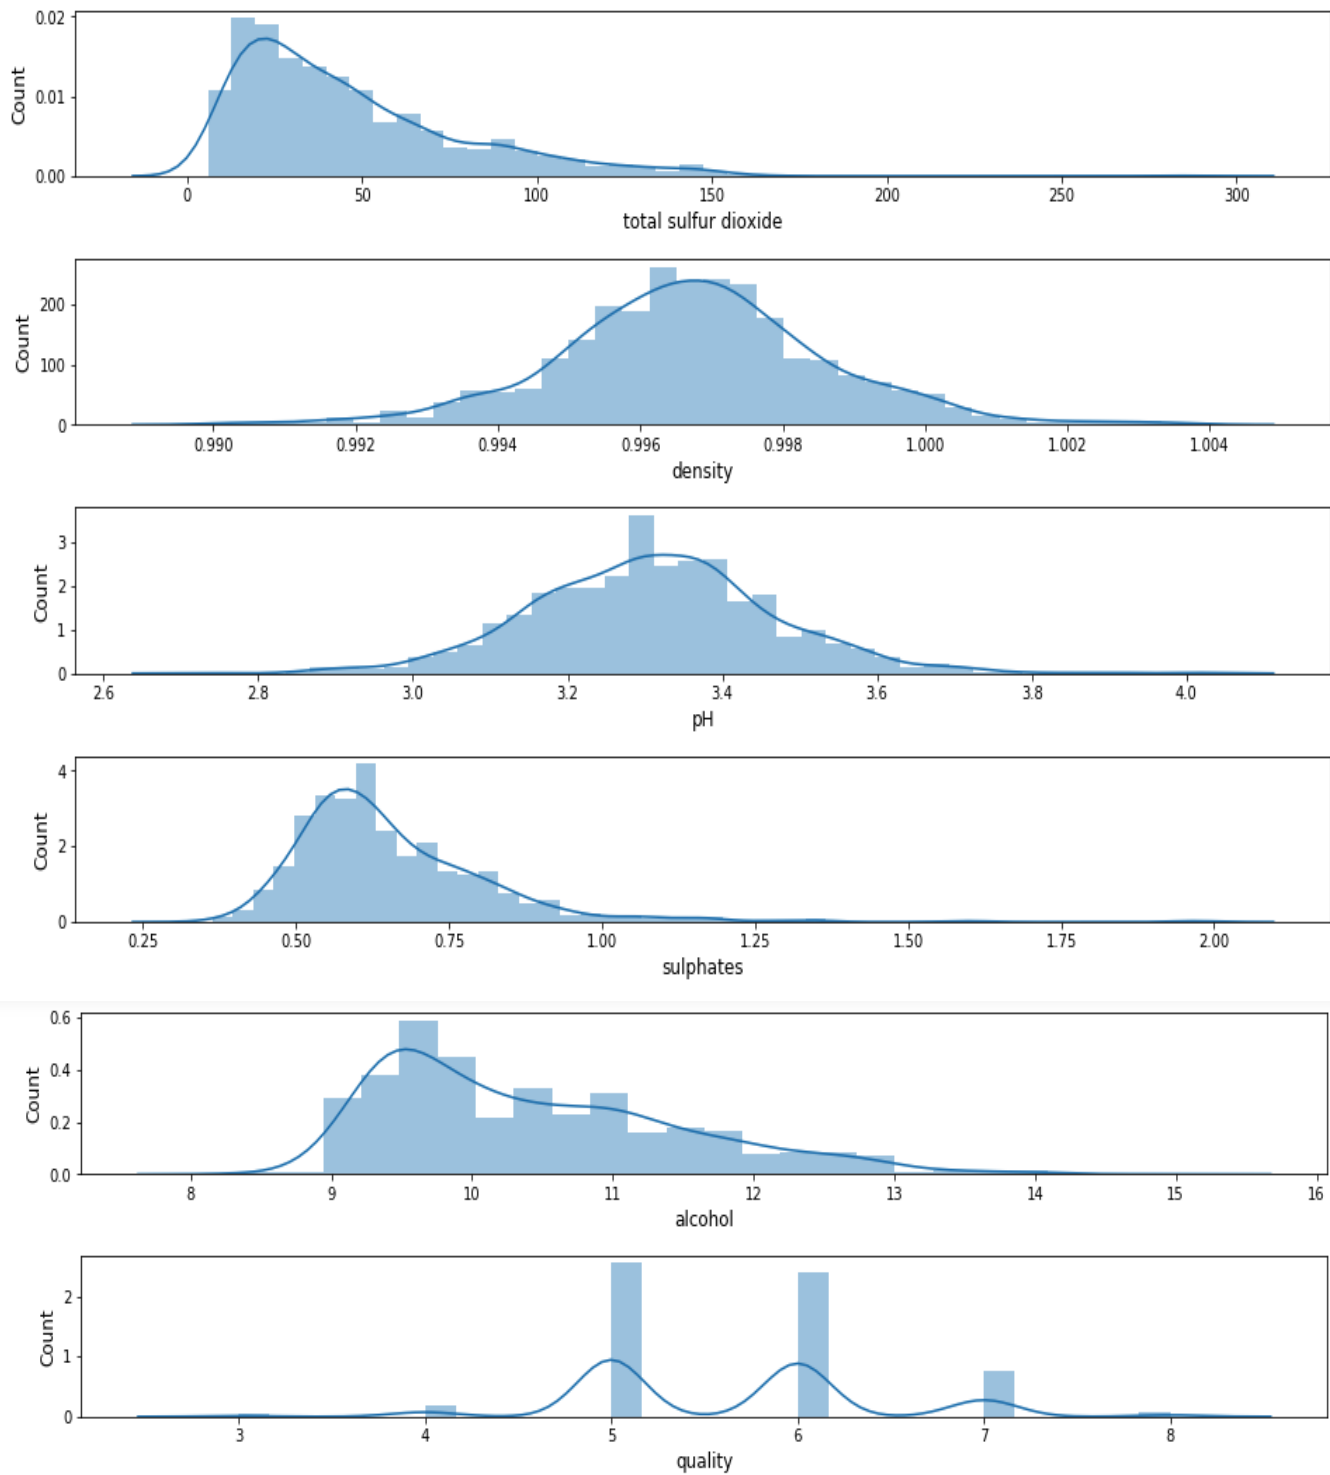 0.02
0.01
0.00
Count
0 50 100 150 200 250 300
total sulfur dioxide
200
100
0
Count
0.990 0.992 0.994 0.996 0.998 1.000 1.002 1.004
density
3
2
1
0
Count
2.6 2.8 3.0 3.2 3.4 3.6 3.8 4.0
pH
4
2
0
Count
0.25 0.50 0.75 1.00 1.25 1.50 1.75 2.00
sulphates
0.6
0.4
0.2
0.0
Count
8 9 10 11 12 13 14 15 16
alcohol
2
1
0
Count
3 4 5 6 7 8
quality